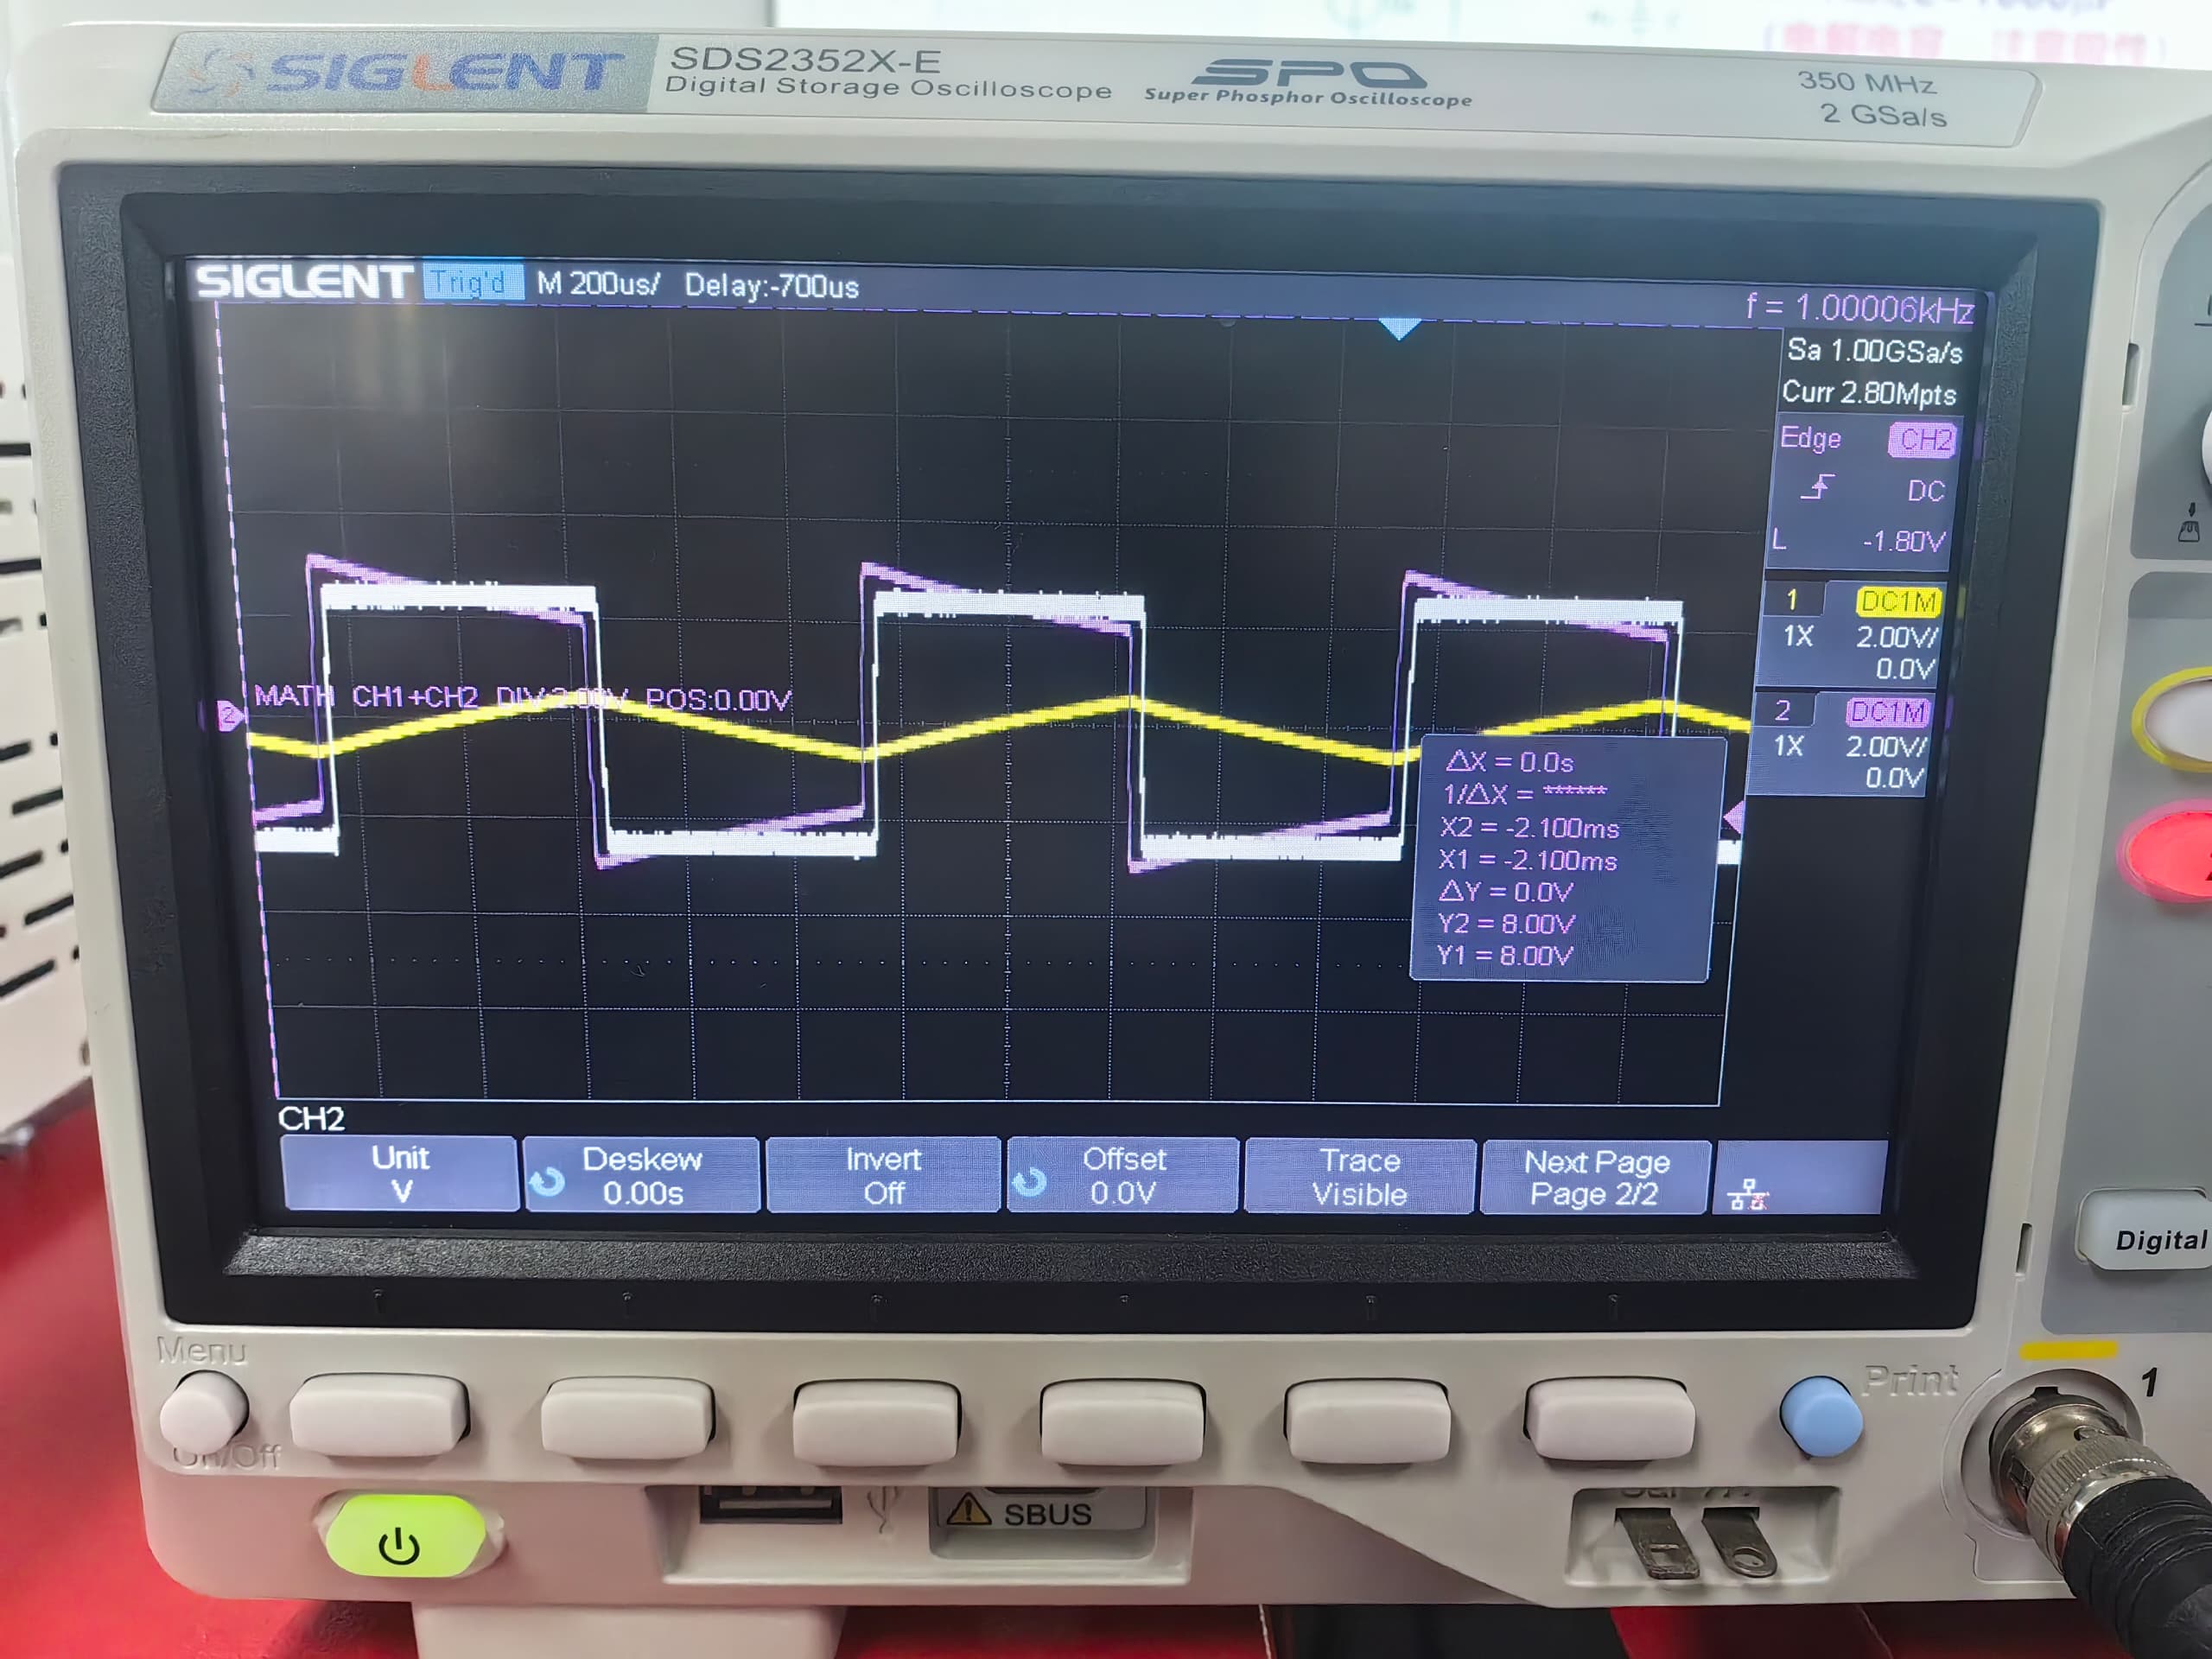 SIGLENT
SDS2352X-E
Digital Storage Oscilloscope
SPO
Super Phosphor Oscilloscope
350 MHz
2 GSa/s
SIGLENT Trig'd M 200us/ Delay:-700us
f = 1.00006kHz
Sa 1.00GSa/s
Curr 2.80Mpts
Edge CH2
DC
L -1.80V
1 DC1M
1X 2.00V/
0.0V
2 DC1M
1X 2.00V/
0.0V
2
MATH CH1+CH2 DIV:2.00V POS:0.00V
ΔX = 0.0s
1/ΔX = ******
X2 = -2.100ms
X1 = -2.100ms
ΔY = 0.0V
Y2 = 8.00V
Y1 = 8.00V
CH2
Unit
V
Deskew
0.00s
Invert
Off
Offset
0.0V
Trace
Visible
Next Page
Page 2/2
Digital
Menu
On/Off
Print
1
SBUS